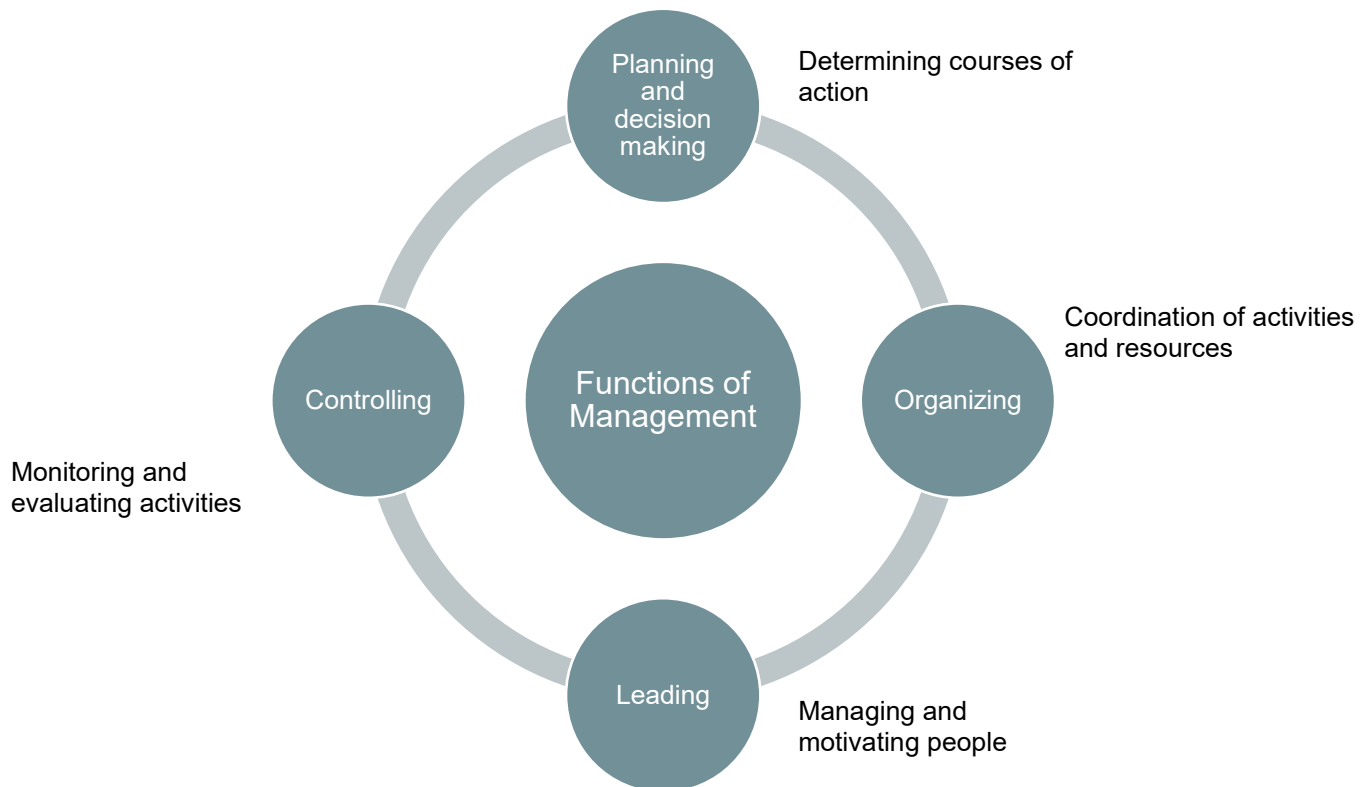 Planning
and
decision
making
Determining courses of
action
Organizing
Coordination of activities
and resources
Leading
Managing and
motivating people
Controlling
Monitoring and
evaluating activities
Functions of
Management